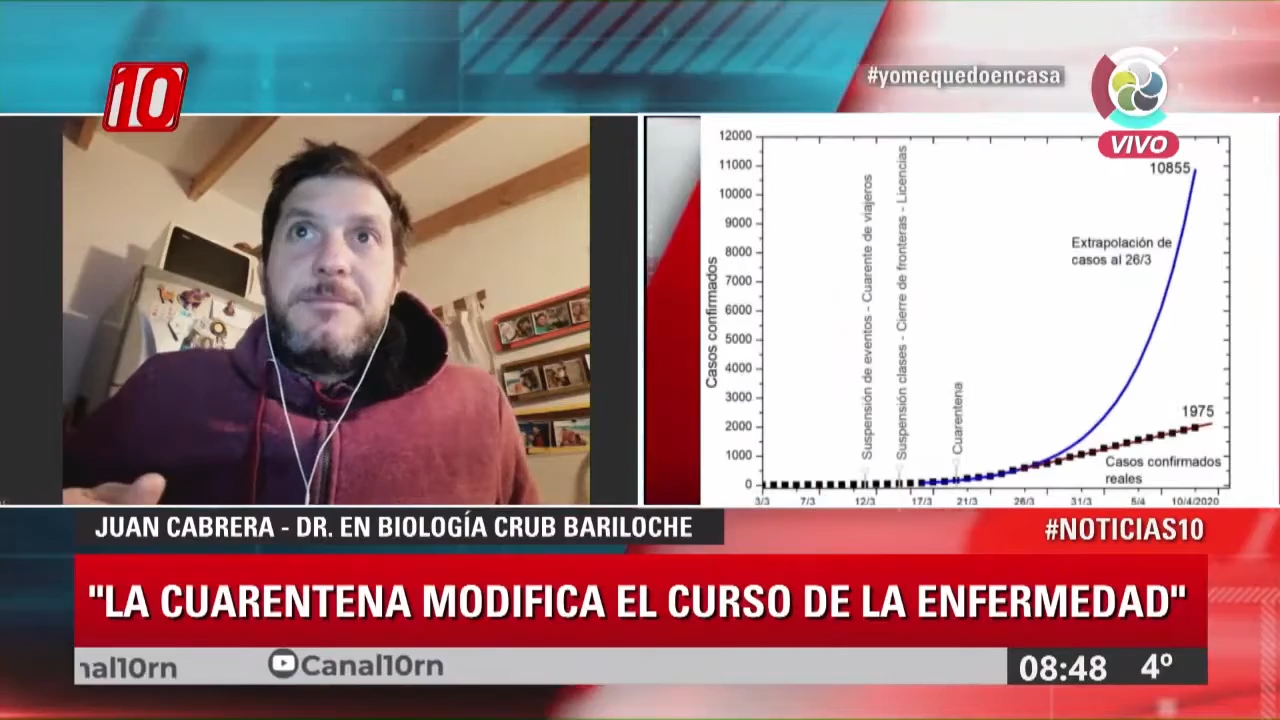 10
#yomequedoencasa
VIVO
12000
11000
10000
9000
8000
7000
6000
5000
4000
3000
2000
1000
0
Casos confirmados
Suspensión de eventos - Cuarente de viajeros
Suspensión clases - Cierre de fronteras - Licencias
Cuarentena
10855
Extrapolación de
casos al 26/3
1975
Casos confirmados
reales
3/3 7/3 12/3 17/3 21/3 26/3 31/3 5/4 10/4/2020
JUAN CABRERA - DR. EN BIOLOGÍA CRUB BARILOCHE
#NOTICIAS10
"LA CUARENTENA MODIFICA EL CURSO DE LA ENFERMEDAD"
nal10rn Canal10rn
08:48 4º